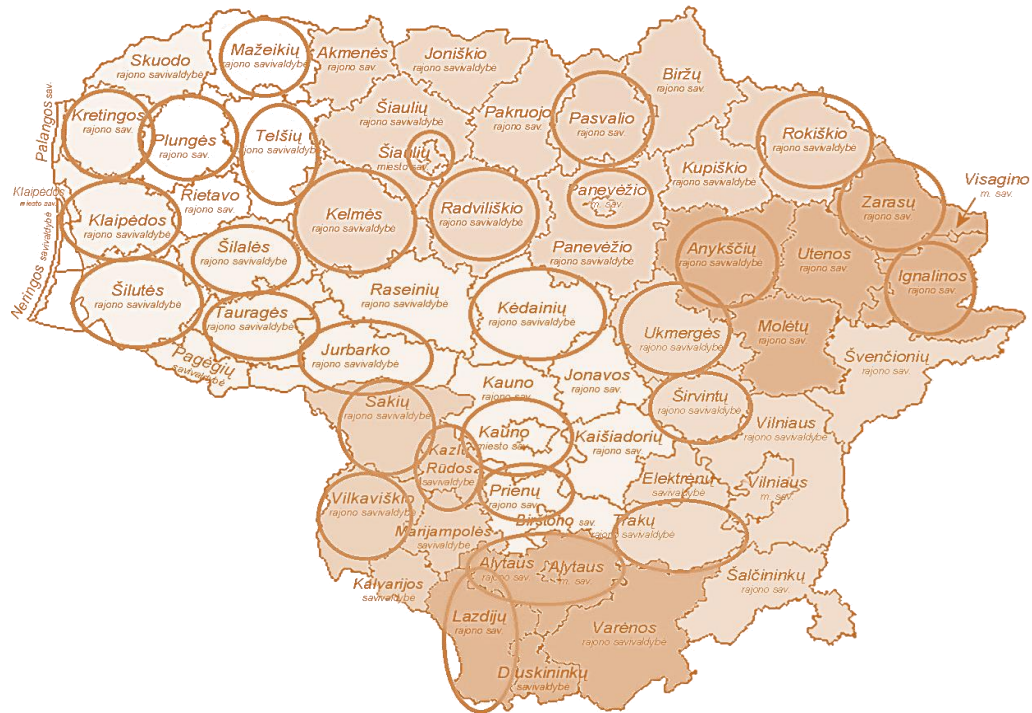 Mažeikių
rajono savivaldybė
Akmenės
rajono sav.
Joniškio
rajono savivaldybė
Skuodo
rajono savivaldybė
Biržų
rajono sav.
Palangos sav.
Kretingos
rajono sav.
Plungės
rajono sav.
Telšių
rajono savivaldybė
Šiaulių
rajono savivaldybė
Šiaulių
miesto sav.
Pakruojo
rajono sav.
Pasvalio
rajono sav.
Rokiškio
rajono sav.
Kupiškio
rajono sav.
Visagino
m. sav.
Klaipėdos
miesto sav.
Rietavo
rajono sav.
Klaipėdos
rajono savivaldybė
Kelmės
rajono savivaldybė
Radviliškio
rajono savivaldybė
Panevėžio
m. sav.
Zarasų
rajono sav.
Neringos savivaldybė
Šilalės
rajono savivaldybė
Panevėžio
rajono savivaldybė
Anykščių
rajono savivaldybė
Utenos
rajono sav.
Ignalinos
rajono sav.
Šilutės
rajono savivaldybė
Tauragės
rajono savivaldybė
Raseinių
rajono savivaldybė
Kėdainių
rajono savivaldybė
Ukmergės
rajono savivaldybė
Molėtų
rajono sav.
Švenčionių
rajono sav.
Pagėgių
savivaldybė
Jurbarko
rajono savivaldybė
Kauno
rajono sav.
Jonavos
rajono sav.
Širvintų
rajono savivaldybė
Šakių
rajono savivaldybė
Kauno
miesto sav.
Kaišiadorių
rajono sav.
Vilniaus
rajono savivaldybė
Kazlų
Rūdos
savivaldybė
Elektrėnų
savivaldybė
Vilniaus
m. sav.
Vilkaviškio
rajono savivaldybė
Prienų
rajono sav.
Birštono sav.
Trakų
rajono savivaldybė
Marijampolės
savivaldybė
Alytaus
rajono sav.
Alytaus
m. sav.
Šalčininkų
rajono sav.
Kalvarijos
savivaldybė
Lazdijų
rajono sav.
Varėnos
rajono savivaldybė
Druskininkų
savivaldybė